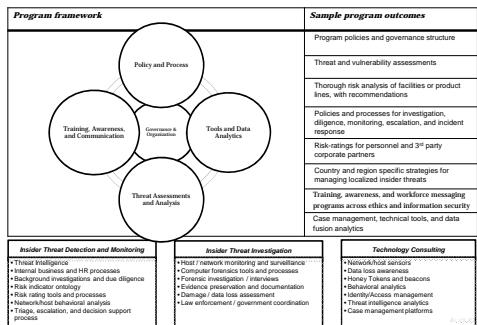 Program framework
Sample program outcomes
Policy and Process
Training, Awareness,
and Communication
Governance &
Organization
Tools and Data
Analytics
Threat Assessments
and Analysis
Program policies and governance structure
Threat and vulnerability assessments
Thorough risk analysis of facilities or product
lines, with recommendations
Policies and processes for investigation,
diligence, monitoring, escalation, and incident
response
Risk-ratings for personnel and 3rd party
corporate partners
Country and region specific strategies for
managing localized insider threats
Training, awareness, and workforce messaging
programs across ethics and information security
Case management, technical tools, and data
fusion analytics
Insider Threat Detection and Monitoring
• Threat Intelligence
• Internal business and HR processes
• Background investigations and due diligence
• Risk indicator ontology
• Risk rating tools and processes
• Network/host behavioral analysis
• Triage, escalation, and decision support
process
Insider Threat Investigation
• Host / network monitoring and surveillance
• Computer forensics tools and processes
• Forensic investigation / interviews
• Evidence preservation and documentation
• Damage / data loss assessment
• Law enforcement / government coordination
Technology Consulting
• Network/host sensors
• Data loss awareness
• Honey Tokens and beacons
• Behavioral analytics
• Identity/Access management
• Threat intelligence analytics
• Case management platforms